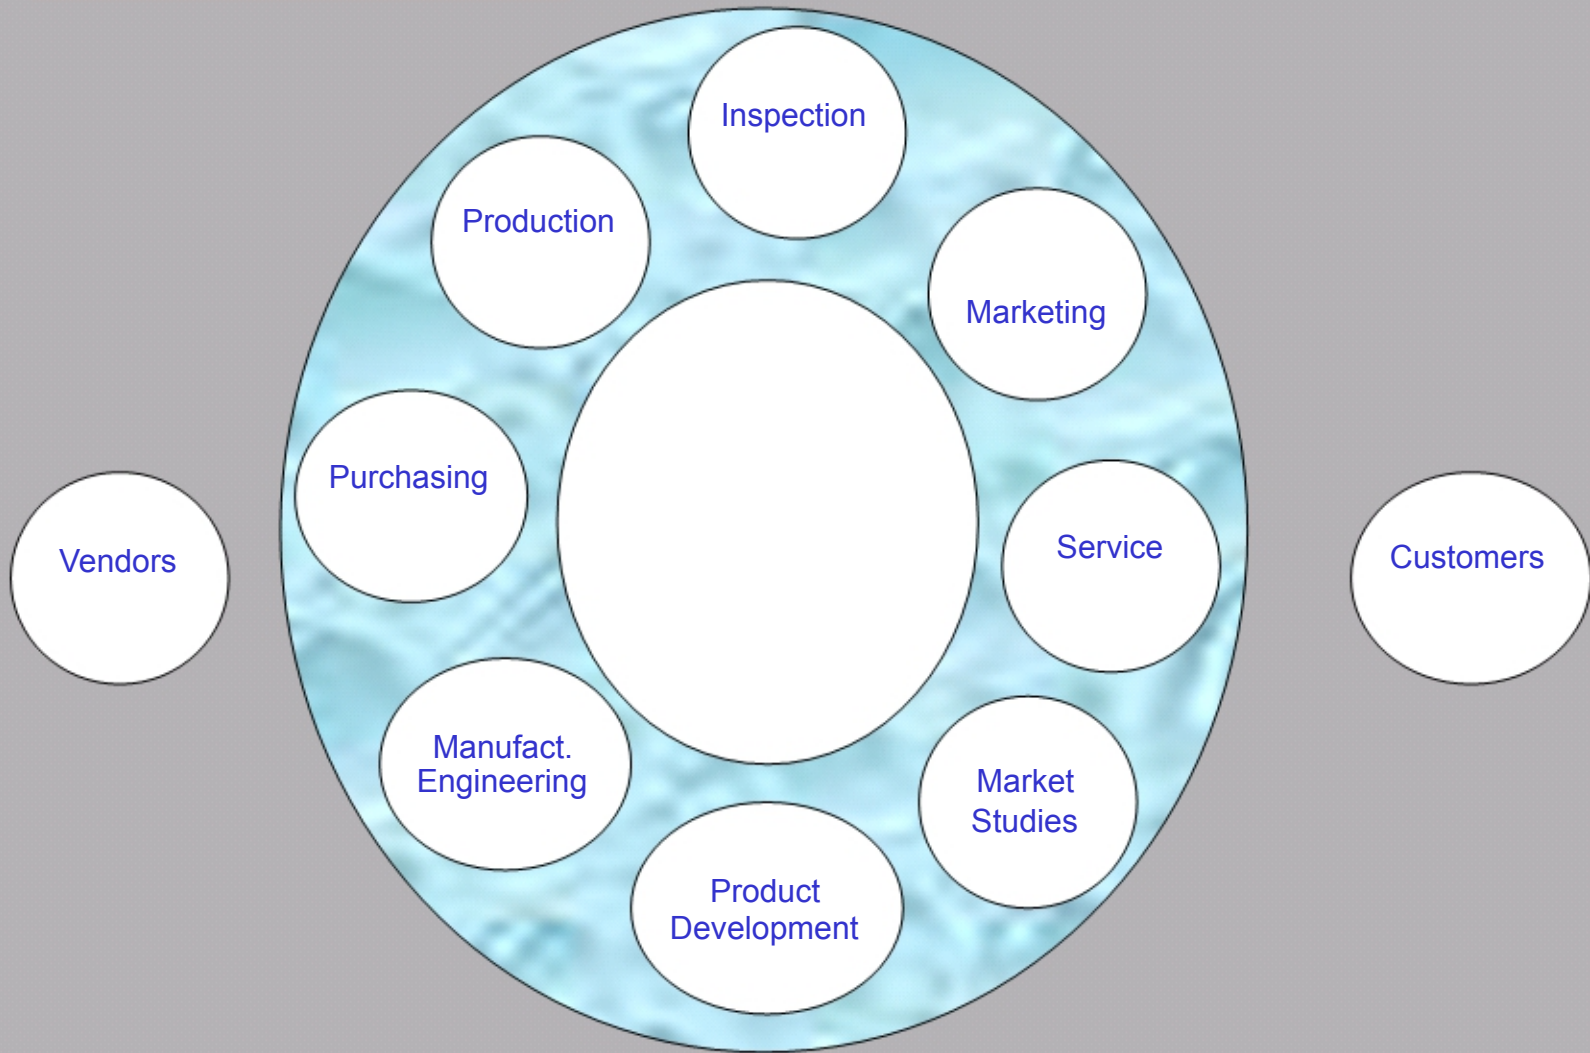 Inspection
Production
Marketing
Purchasing
Service
Vendors
Customers
Manufact.
Engineering
Market
Studies
Product
Development